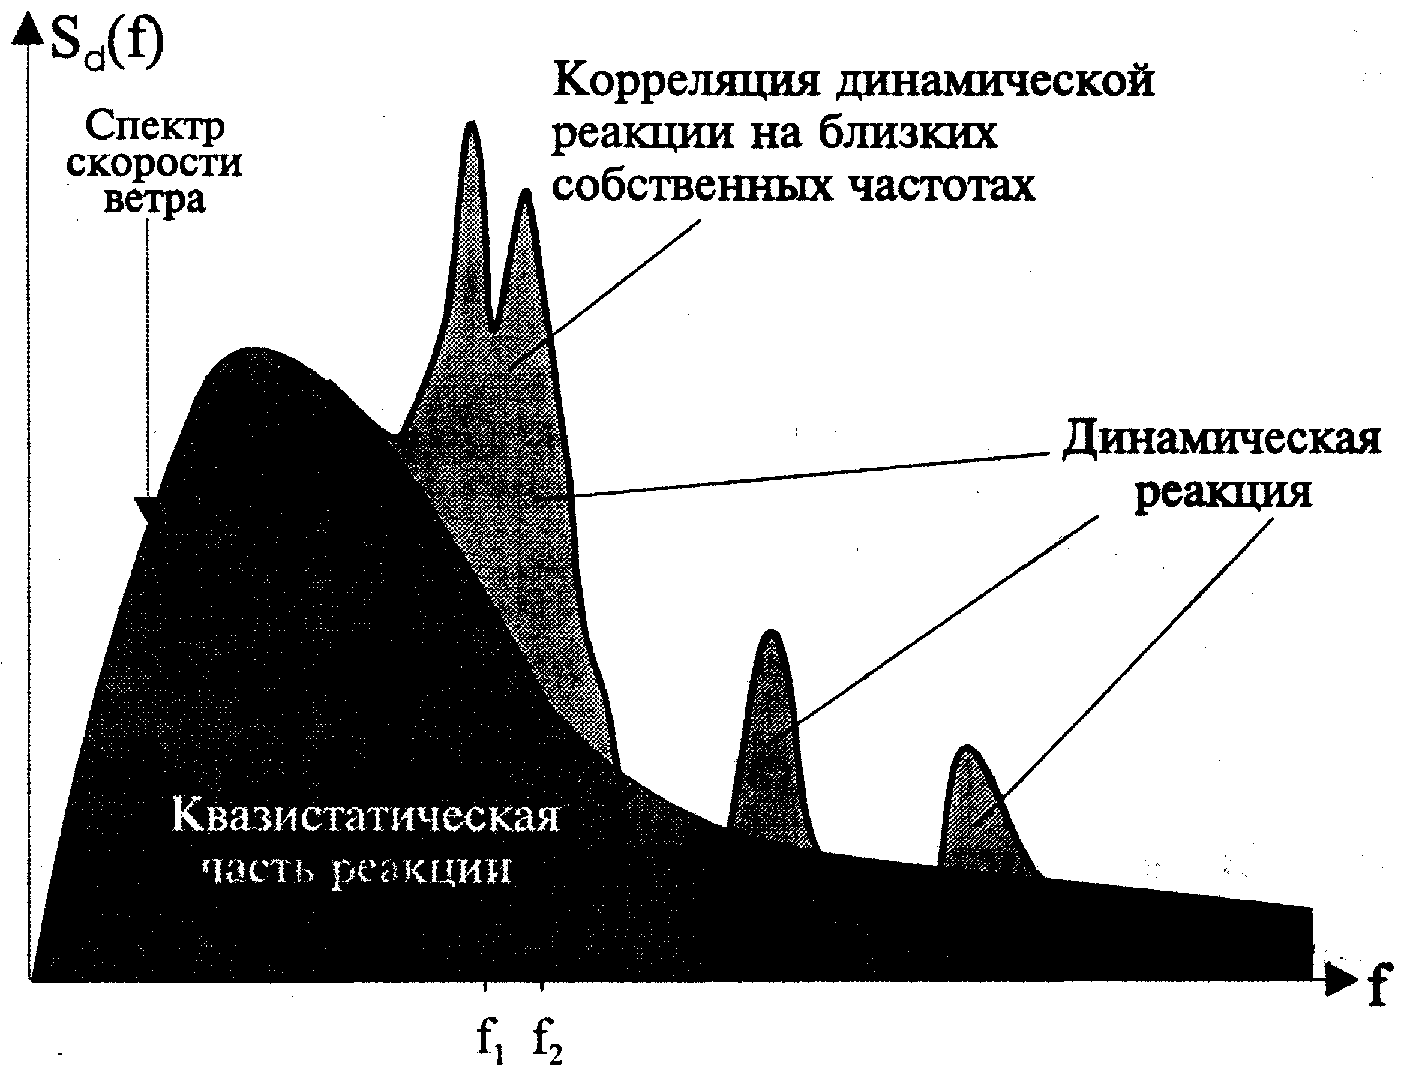 S_d(f)
Спектр
скорости
ветра
Корреляция динамической
реакции на близких
собственных частотах
Динамическая
реакция
Квазистатическая
часть реакции
f
f₁ f₂